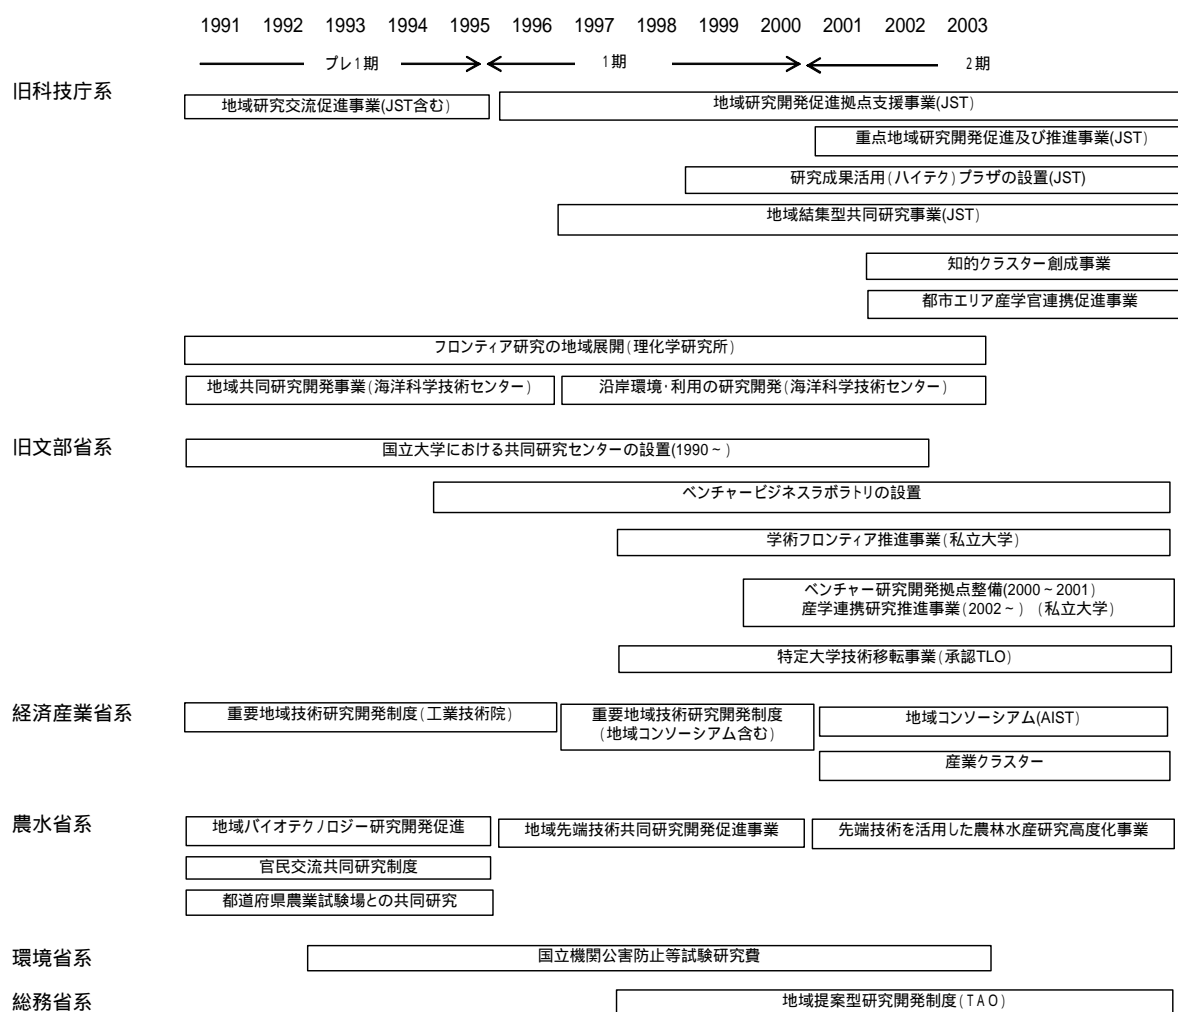 1991 1992 1993 1994 1995 1996 1997 1998 1999 2000 2001 2002 2003
プレ1期 1期 2期
旧科技庁系
地域研究交流促進事業(JST含む) 地域研究開発促進拠点支援事業(JST)
重点地域研究開発促進及び推進事業(JST)
研究成果活用(ハイテク)プラザの設置(JST)
地域結集型共同研究事業(JST)
知的クラスター創成事業
都市エリア産学官連携促進事業
フロンティア研究の地域展開(理化学研究所)
地域共同研究開発事業(海洋科学技術センター) 沿岸環境・利用の研究開発(海洋科学技術センター)
旧文部省系
国立大学における共同研究センターの設置(1990~)
ベンチャービジネスラボラトリの設置
学術フロンティア推進事業(私立大学)
ベンチャー研究開発拠点整備(2000~2001)
産学連携研究推進事業(2002~) (私立大学)
特定大学技術移転事業(承認TLO)
経済産業省系
重要地域技術研究開発制度(工業技術院) 重要地域技術研究開発制度 地域コンソーシアム(AIST)
(地域コンソーシアム含む)
産業クラスター
農水省系
地域バイオテクノロジー研究開発促進 地域先端技術共同研究開発促進事業 先端技術を活用した農林水産研究高度化事業
官民交流共同研究制度
都道府県農業試験場との共同研究
環境省系
国立機関公害防止等試験研究費
総務省系
地域提案型研究開発制度(TAO)